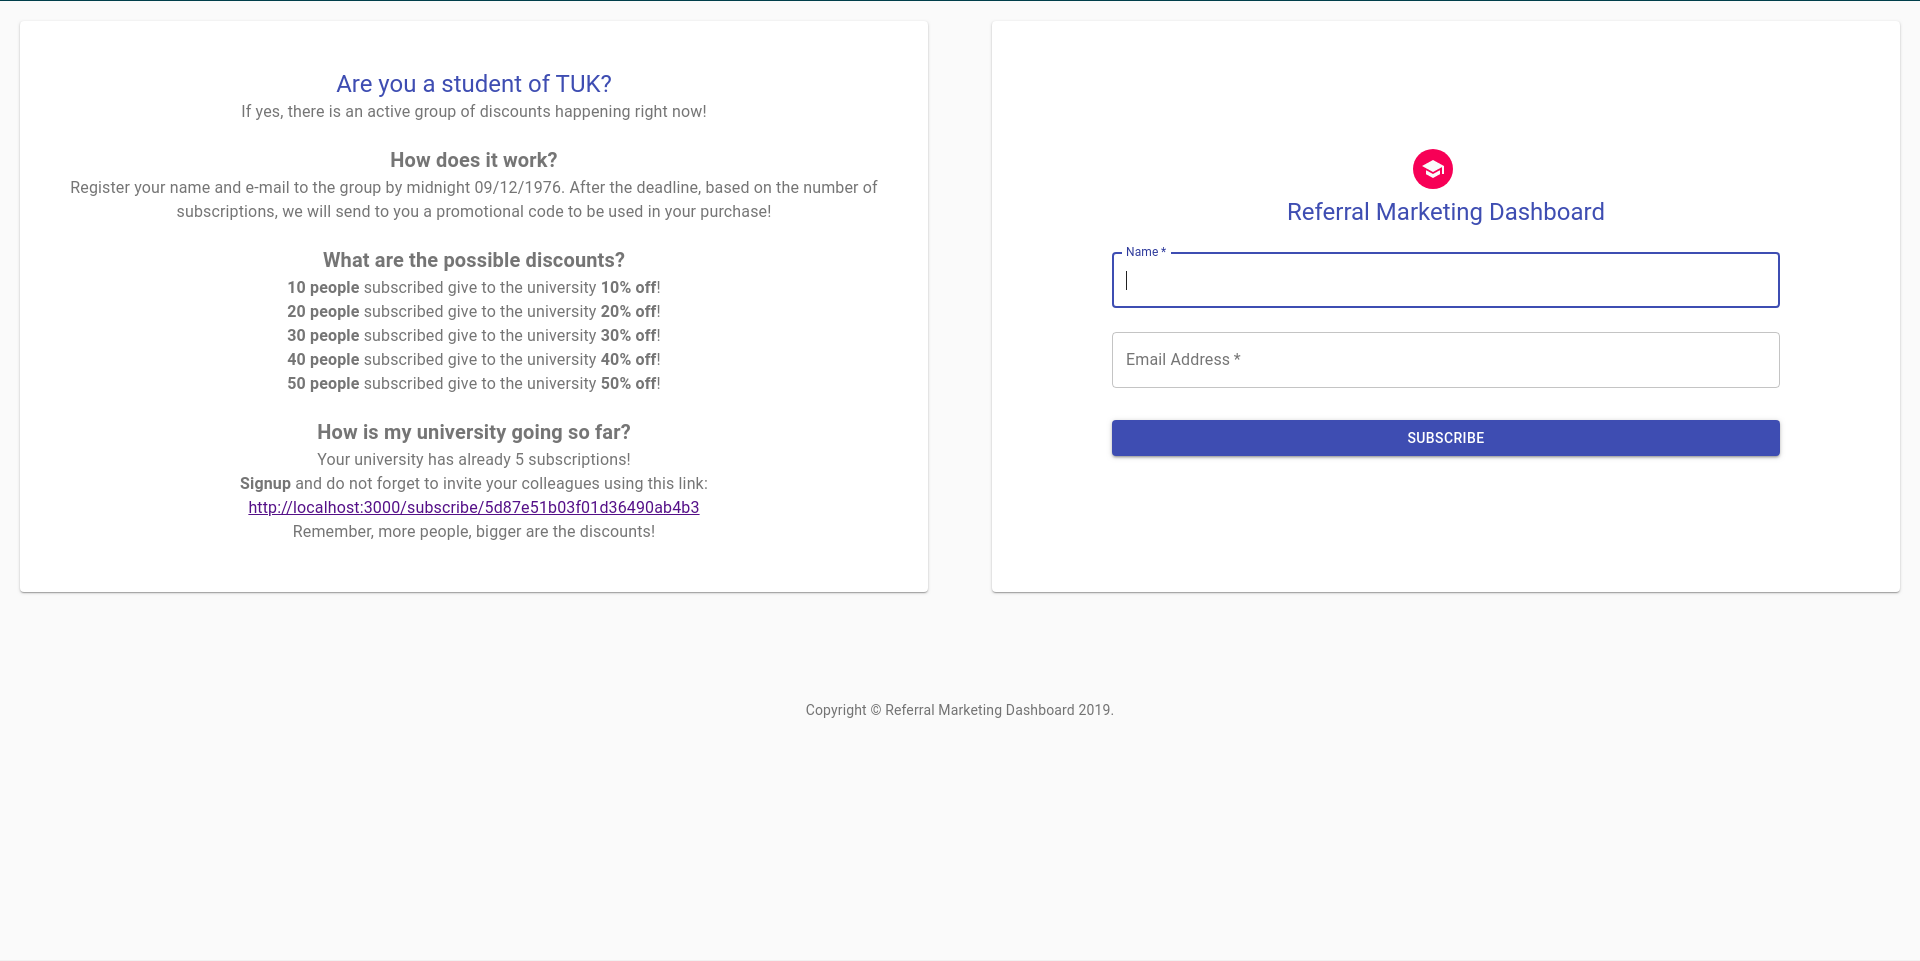 Are you a student of TUK?
If yes, there is an active group of discounts happening right now!
How does it work?
Register your name and e-mail to the group by midnight 09/12/1976. After the deadline, based on the number of
subscriptions, we will send to you a promotional code to be used in your purchase!
What are the possible discounts?
10 people subscribed give to the university 10% off!
20 people subscribed give to the university 20% off!
30 people subscribed give to the university 30% off!
40 people subscribed give to the university 40% off!
50 people subscribed give to the university 50% off!
How is my university going so far?
Your university has already 5 subscriptions!
Signup and do not forget to invite your colleagues using this link:
http://localhost:3000/subscribe/5d87e51b03f01d36490ab4b3
Remember, more people, bigger are the discounts!
Referral Marketing Dashboard
Name *
Email Address *
SUBSCRIBE
Copyright © Referral Marketing Dashboard 2019.